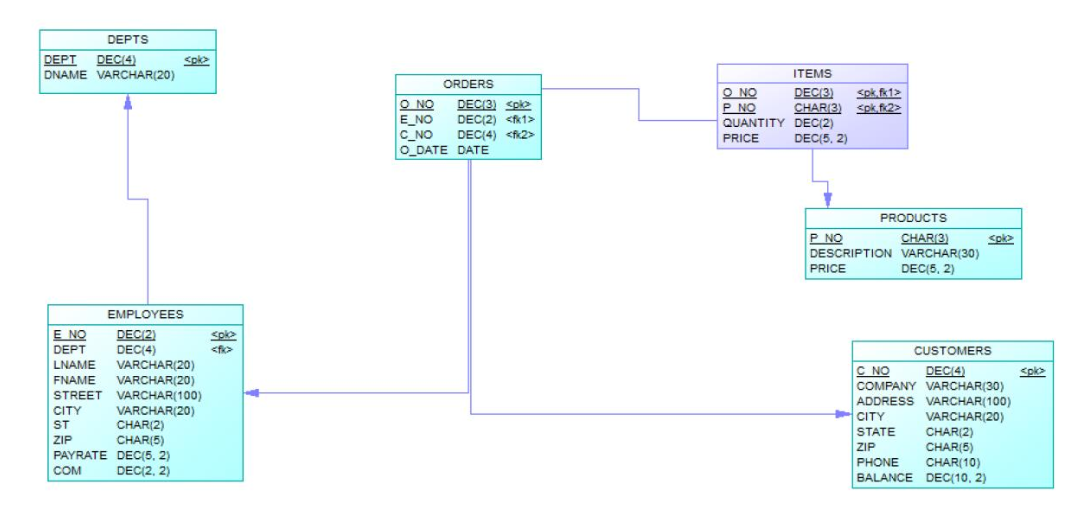 DEPTS
DEPT DEC(4) <pk>
DNAME VARCHAR(20)
ORDERS
O_NO DEC(3) <pk>
E_NO DEC(2) <fk1>
C_NO DEC(4) <fk2>
O_DATE DATE
ITEMS
O_NO DEC(3) <pk,fk1>
P_NO CHAR(3) <pk,fk2>
QUANTITY DEC(2)
PRICE DEC(5, 2)
PRODUCTS
P_NO CHAR(3) <pk>
DESCRIPTION VARCHAR(30)
PRICE DEC(5, 2)
EMPLOYEES
E_NO DEC(2) <pk>
DEPT DEC(4) <fk>
LNAME VARCHAR(20)
FNAME VARCHAR(20)
STREET VARCHAR(100)
CITY VARCHAR(20)
ST CHAR(2)
ZIP CHAR(5)
PAYRATE DEC(5, 2)
COM DEC(2, 2)
CUSTOMERS
C_NO DEC(4) <pk>
COMPANY VARCHAR(30)
ADDRESS VARCHAR(100)
CITY VARCHAR(20)
STATE CHAR(2)
ZIP CHAR(5)
PHONE CHAR(10)
BALANCE DEC(10, 2)